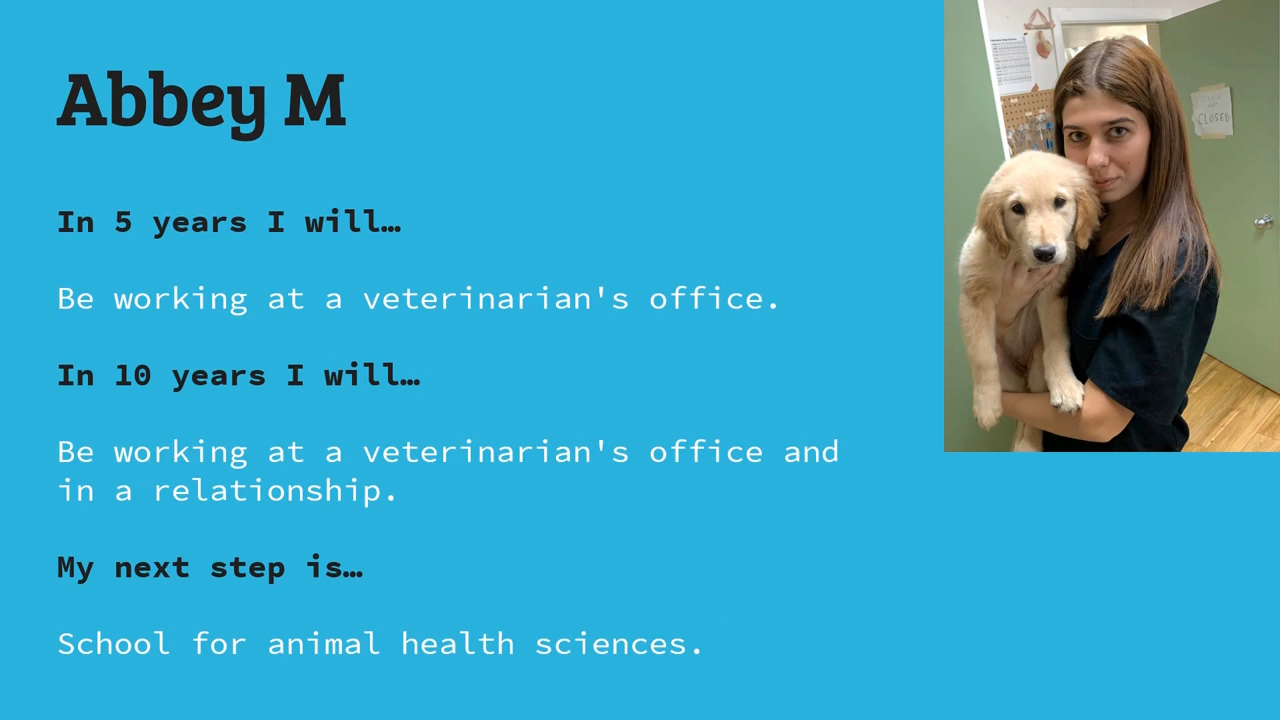 Abbey M
In 5 years I will…
Be working at a veterinarian's office.
In 10 years I will…
Be working at a veterinarian's office and
in a relationship.
My next step is…
School for animal health sciences.
CLOSED